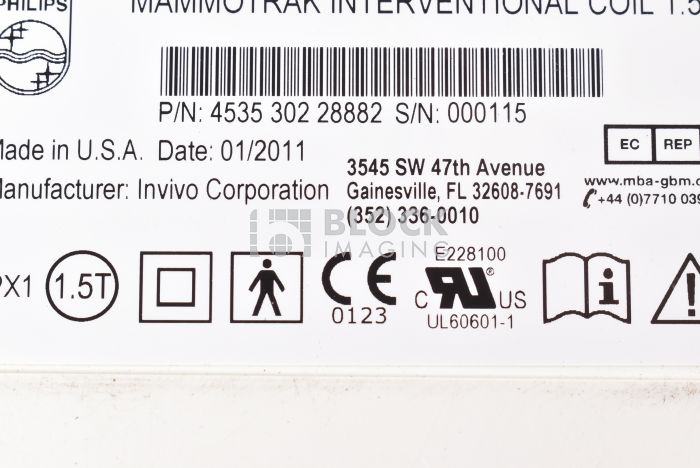 PHILIPS
MAMMOTRAK INTERVENTIONAL COIL 1.5
P/N: 4535 302 28882 S/N: 000115
Made in U.S.A. Date: 01/2011
EC REP
Manufacturer: Invivo Corporation
3545 SW 47th Avenue
Gainesville, FL 32608-7691
(352) 336-0010
www.mba-gbm.
+44 (0)7710 039
BLOCK
IMAGING
PX1
1.5T
CE
0123
E228100
C UR US
®
UL60601-1
i